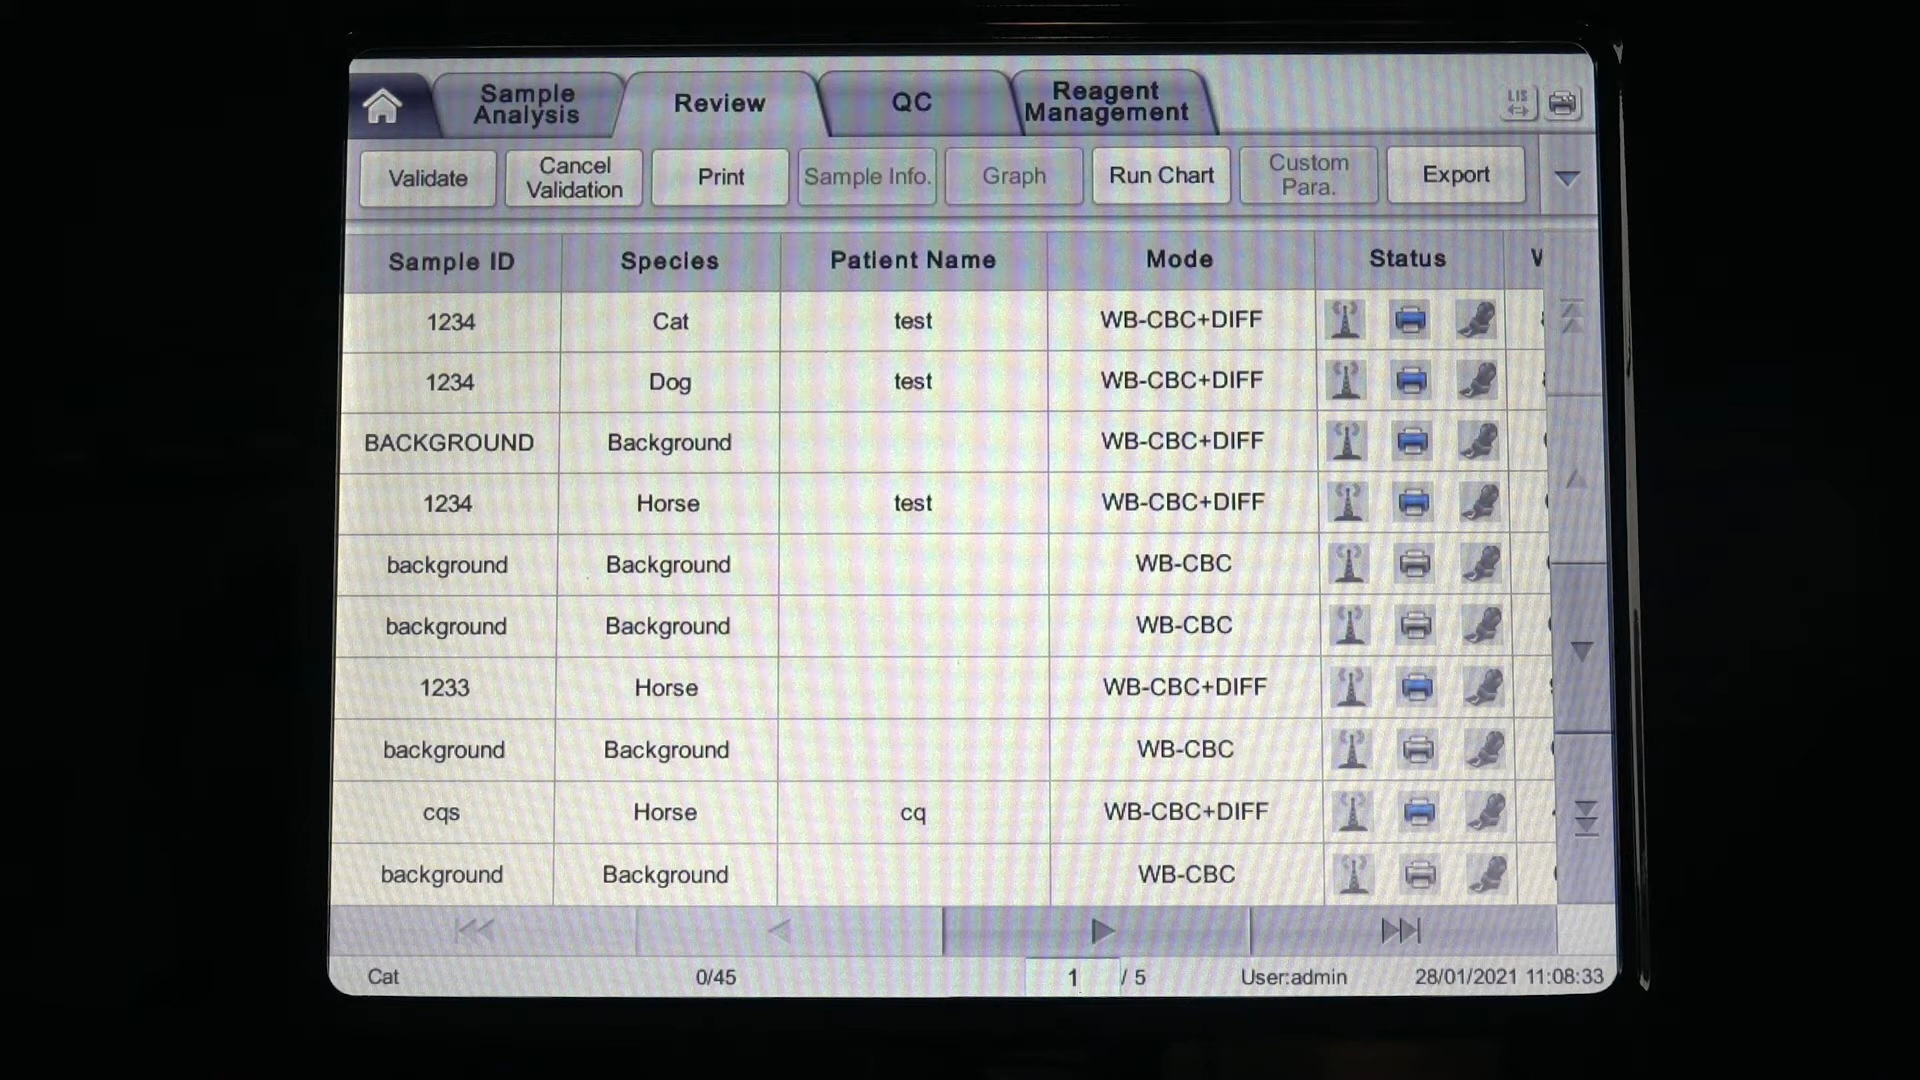 Sample
Analysis
Review
QC
Reagent
Management
LIS
Validate
Cancel
Validation
Print
Sample Info.
Graph
Run Chart
Custom
Para.
Export
Sample ID Species Patient Name Mode Status
1234 Cat test WB-CBC+DIFF
1234 Dog test WB-CBC+DIFF
BACKGROUND Background WB-CBC+DIFF
1234 Horse test WB-CBC+DIFF
background Background WB-CBC
background Background WB-CBC
1233 Horse WB-CBC+DIFF
background Background WB-CBC
cqs Horse cq WB-CBC+DIFF
background Background WB-CBC
Cat 0/45 1 / 5 User:admin 28/01/2021 11:08:33